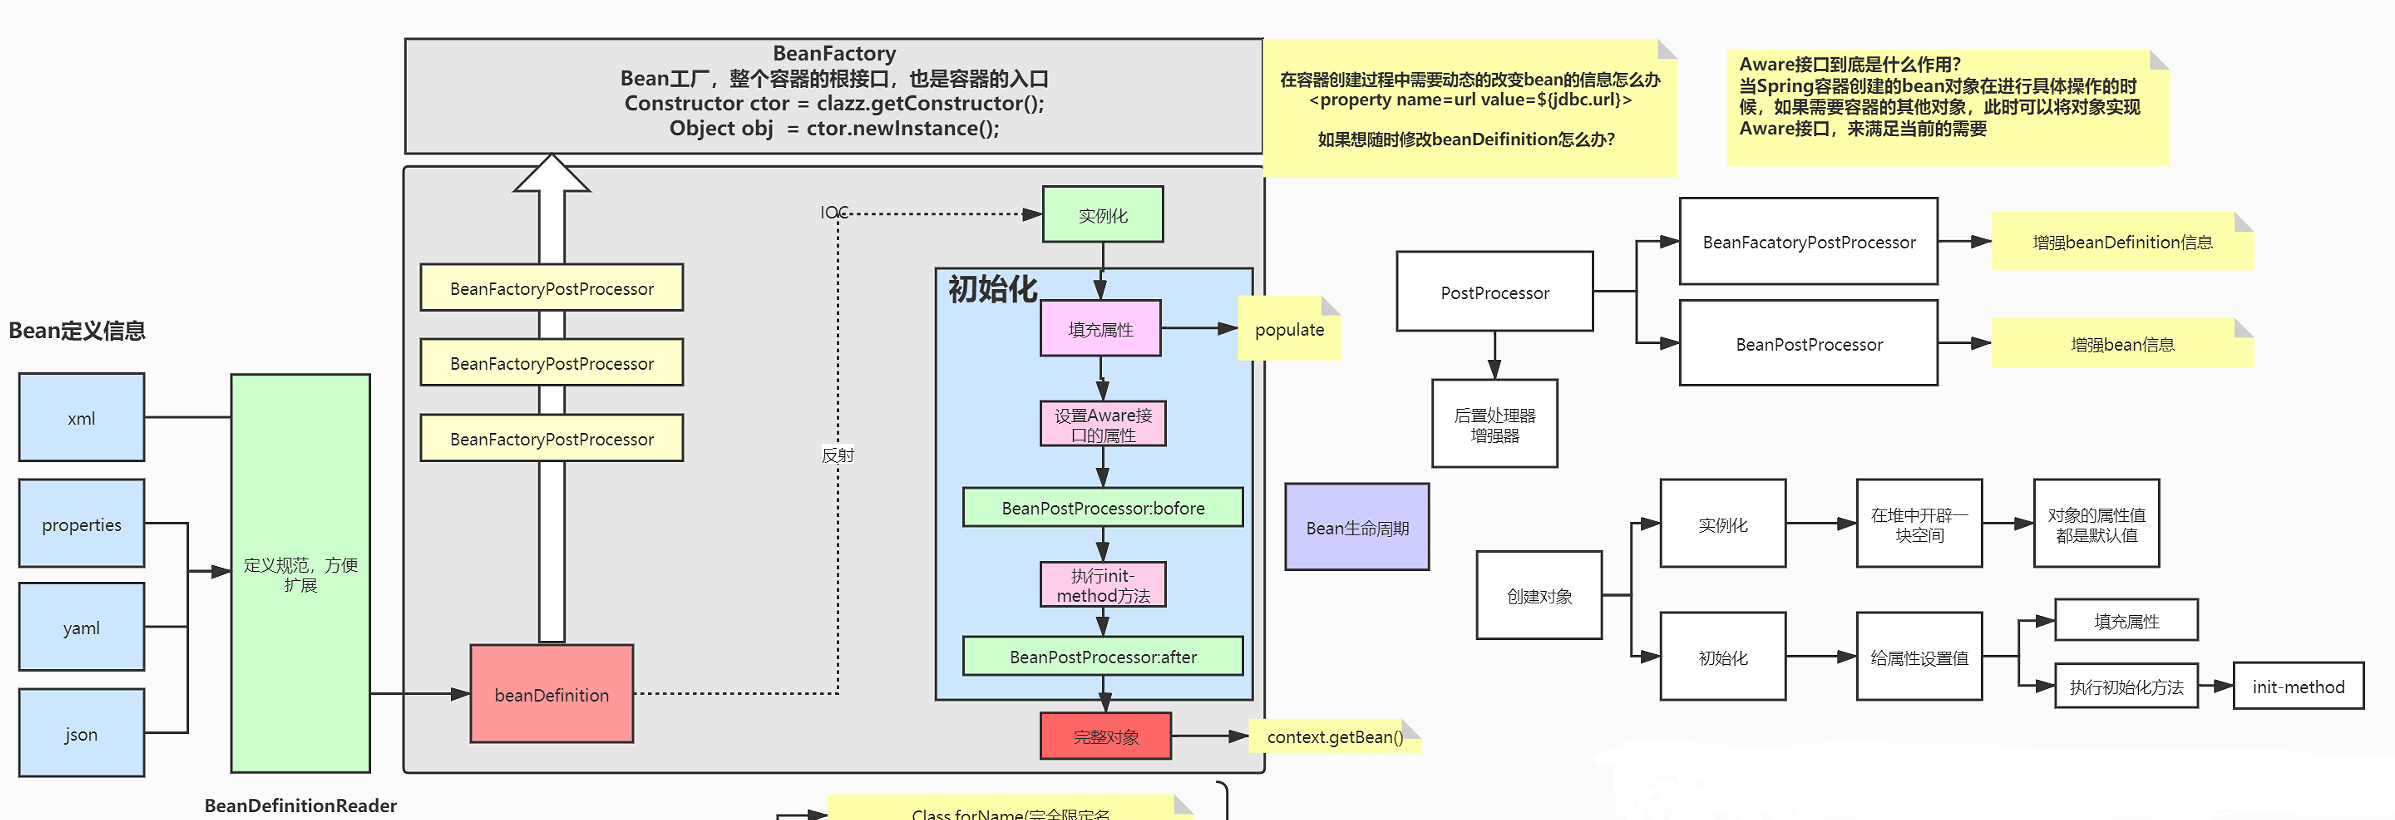 BeanFactory
Bean工厂，整个容器的根接口，也是容器的入口
Constructor ctor = clazz.getConstructor();
Object obj  = ctor.newInstance();
在容器创建过程中需要动态的改变bean的信息怎么办
<property name=url value=${jdbc.url}>
如果想随时修改beanDeifinition怎么办？
Aware接口到底是什么作用？
当Spring容器创建的bean对象在进行具体操作的时
候，如果需要容器的其他对象，此时可以将对象实现
Aware接口，来满足当前的需要
IOC
实例化
BeanFacatoryPostProcessor
增强beanDefinition信息
初始化
BeanFactoryPostProcessor
PostProcessor
Bean定义信息
填充属性
populate
BeanPostProcessor
增强bean信息
BeanFactoryPostProcessor
xml
设置Aware接
口的属性
后置处理器
增强器
BeanFactoryPostProcessor
反射
properties
BeanPostProcessor:bofore
Bean生命周期
实例化
在堆中开辟一
块空间
对象的属性值
都是默认值
定义规范，方便
扩展
执行init-
method方法
创建对象
yaml
填充属性
BeanPostProcessor:after
初始化
给属性设置值
执行初始化方法
init-method
beanDefinition
json
完整对象
context.getBean()
BeanDefinitionReader
Class.forName(完全限定名